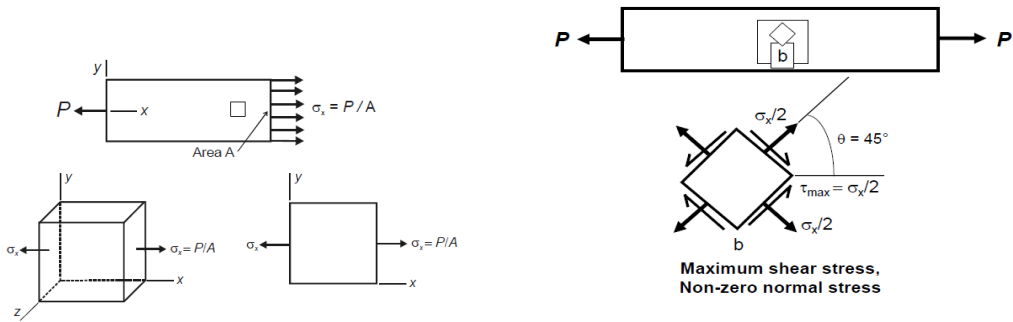 y
P
x
σₓ = P / A
Area A
y
σₓ
σₓ= P/A
x
z
y
σₓ
σₓ= P/A
x
P
P
b
σₓ/2
θ = 45°
τmax = σₓ/2
σₓ/2
b
Maximum shear stress,
Non-zero normal stress